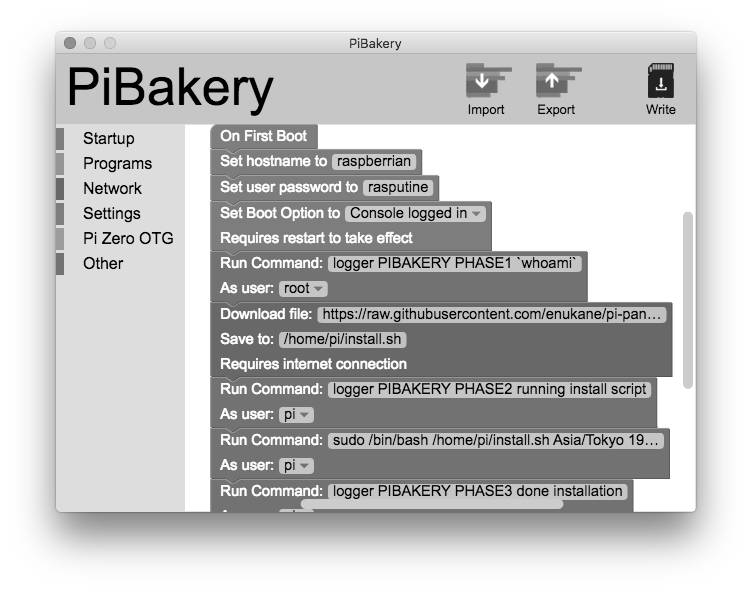 PiBakery
PiBakery
Import
Export
Write
Startup
Programs
Network
Settings
Pi Zero OTG
Other
On First Boot
Set hostname to raspberrian
Set user password to rasputine
Set Boot Option to Console logged in
Requires restart to take effect
Run Command: logger PIBAKERY PHASE1 `whoami`
As user: root
Download file: https://raw.githubusercontent.com/enukane/pi-pan…
Save to: /home/pi/install.sh
Requires internet connection
Run Command: logger PIBAKERY PHASE2 running install script
As user: pi
Run Command: sudo /bin/bash /home/pi/install.sh Asia/Tokyo 19…
As user: pi
Run Command: logger PIBAKERY PHASE3 done installation